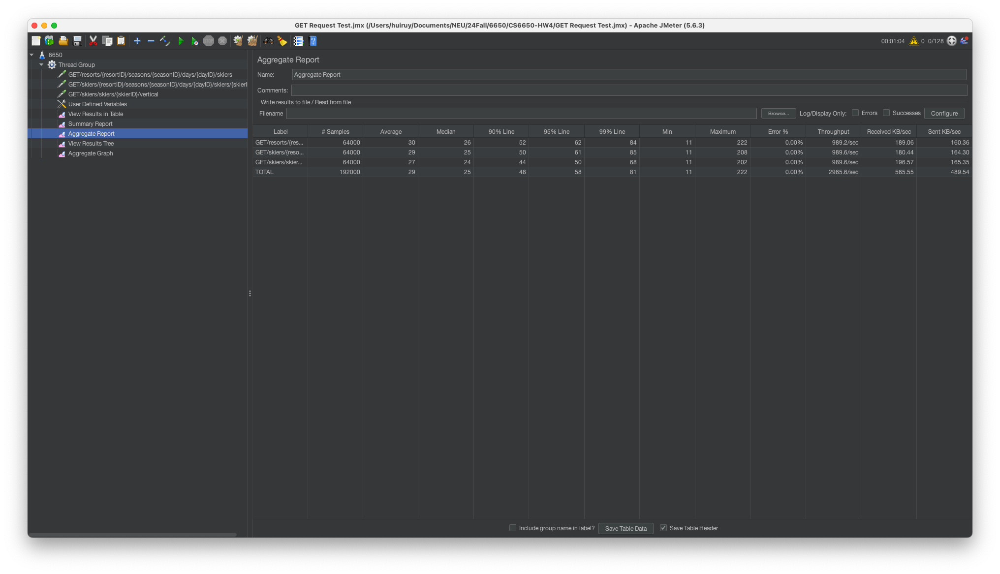 GET Request Test.jmx (/Users/huiruy/Documents/NEU/24Fall/6650/CS6650-HW4/GET Request Test.jmx) - Apache JMeter (5.6.3)
00:01:04 0 0/128
6650
Thread Group
GET/resorts/{resortID}/seasons/{seasonID}/days/{dayID}/skiers
GET/skiers/{resortID}/seasons/{seasonID}/days/{dayID}/skiers/{skierI
GET/skiers/skiers/{skierID}/vertical
User Defined Variables
View Results in Table
Summary Report
Aggregate Report
View Results Tree
Aggregate Graph
Aggregate Report
Name: Aggregate Report
Comments:
Write results to file / Read from file
Filename Browse... Log/Display Only: Errors Successes Configure
Label # Samples Average Median 90% Line 95% Line 99% Line Min Maximum Error % Throughput Received KB/sec Sent KB/sec
GET/resorts/{res... 64000 30 26 52 62 84 11 222 0.00% 989.2/sec 189.06 160.36
GET/skiers/{reso... 64000 29 25 50 61 85 11 208 0.00% 989.6/sec 180.44 164.30
GET/skiers/skier... 64000 27 24 44 50 68 11 202 0.00% 989.6/sec 196.57 165.35
TOTAL 192000 29 25 48 58 81 11 222 0.00% 2965.6/sec 565.55 489.54
Include group name in label? Save Table Data Save Table Header